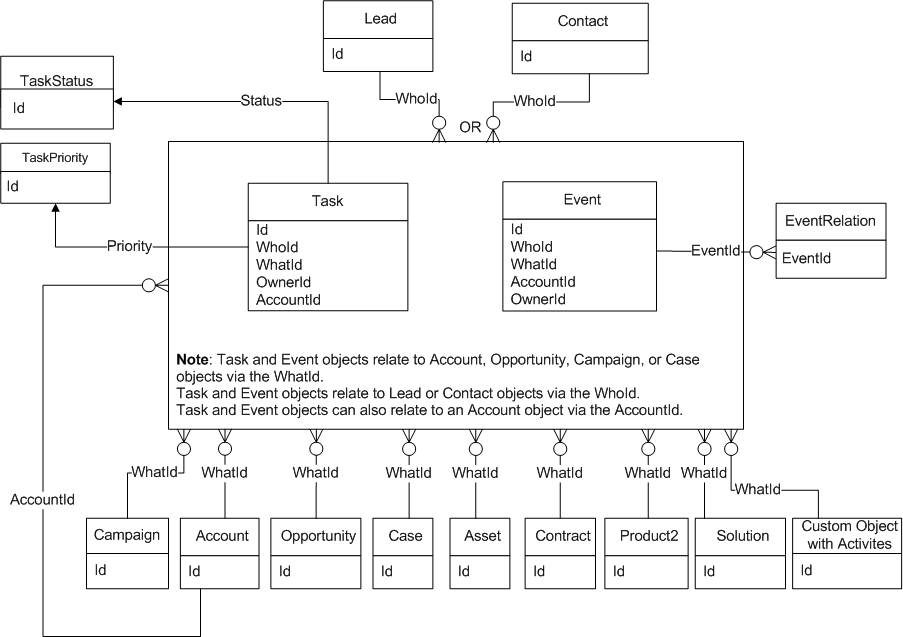 Lead
Id
Contact
Id
TaskStatus
Id
Status
WhoId
OR
WhoId
TaskPriority
Id
Priority
Task
Id
WhoId
WhatId
OwnerId
AccountId
Event
Id
WhoId
WhatId
AccountId
OwnerId
EventId
EventRelation
EventId
Note: Task and Event objects relate to Account, Opportunity, Campaign, or Case
objects via the WhatId.
Task and Event objects relate to Lead or Contact objects via the WhoId.
Task and Event objects can also relate to an Account object via the AccountId.
WhatId
WhatId
WhatId
WhatId
WhatId
WhatId
WhatId
WhatId
WhatId
AccountId
Campaign
Id
Account
Id
Opportunity
Id
Case
Id
Asset
Id
Contract
Id
Product2
Id
Solution
Id
Custom Object
with Activites
Id